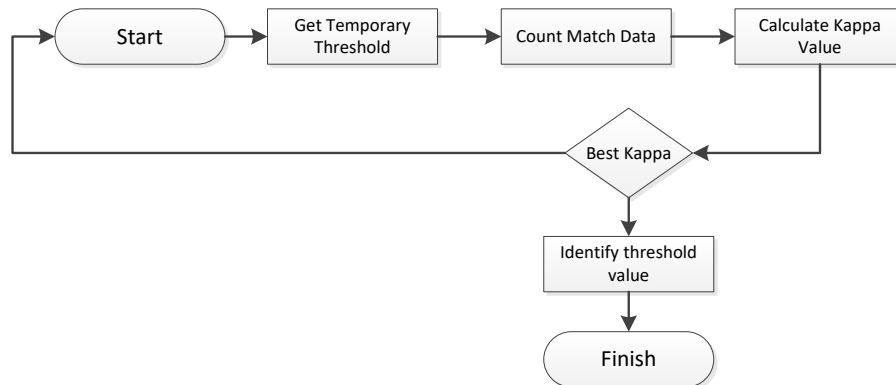 Start
Get Temporary
Threshold
Count Match Data
Calculate Kappa
Value
Best Kappa
Identify threshold
value
Finish